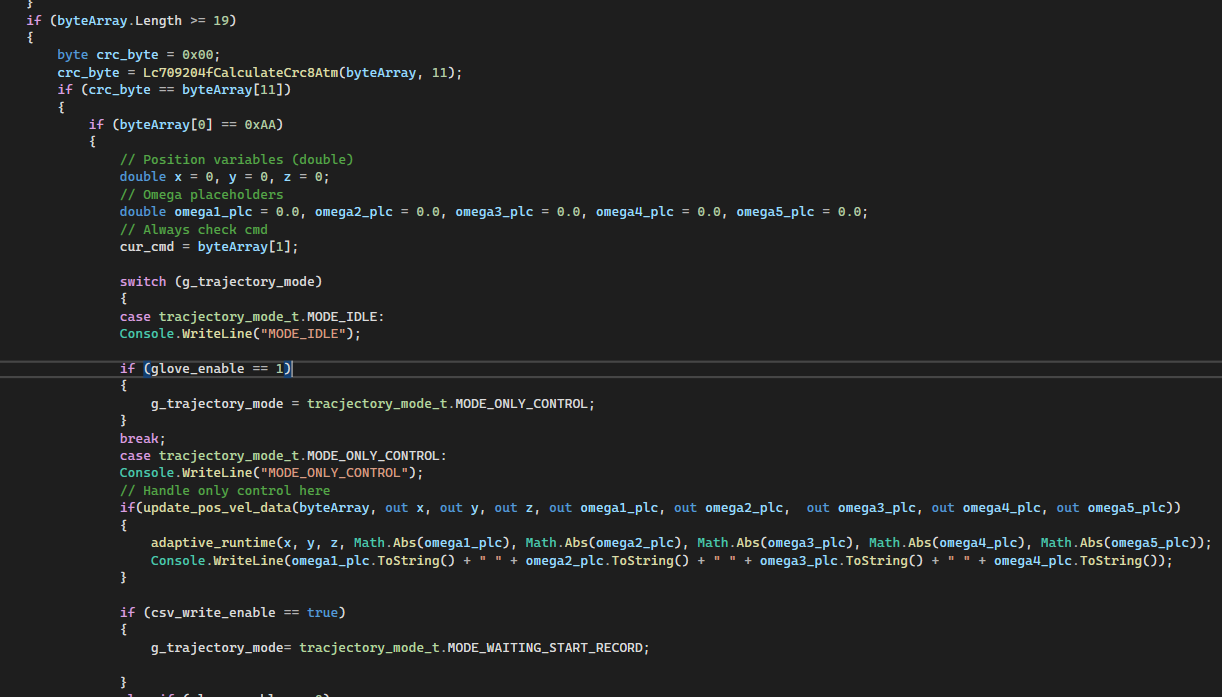 }
if (byteArray.Length >= 19)
{
byte crc_byte = 0x00;
crc_byte = Lc709204fCalculateCrc8Atm(byteArray, 11);
if (crc_byte == byteArray[11])
{
if (byteArray[0] == 0xAA)
{
// Position variables (double)
double x = 0, y = 0, z = 0;
// Omega placeholders
double omega1_plc = 0.0, omega2_plc = 0.0, omega3_plc = 0.0, omega4_plc = 0.0, omega5_plc = 0.0;
// Always check cmd
cur_cmd = byteArray[1];
switch (g_trajectory_mode)
{
case tracjectory_mode_t.MODE_IDLE:
Console.WriteLine("MODE_IDLE");
if (glove_enable == 1)
{
g_trajectory_mode = tracjectory_mode_t.MODE_ONLY_CONTROL;
}
break;
case tracjectory_mode_t.MODE_ONLY_CONTROL:
Console.WriteLine("MODE_ONLY_CONTROL");
// Handle only control here
if(update_pos_vel_data(byteArray, out x, out y, out z, out omega1_plc, out omega2_plc,  out omega3_plc, out omega4_plc, out omega5_plc))
{
adaptive_runtime(x, y, z, Math.Abs(omega1_plc), Math.Abs(omega2_plc), Math.Abs(omega3_plc), Math.Abs(omega4_plc), Math.Abs(omega5_plc));
Console.WriteLine(omega1_plc.ToString() + " " + omega2_plc.ToString() + " " + omega3_plc.ToString() + " " + omega4_plc.ToString());
}
if (csv_write_enable == true)
{
g_trajectory_mode= tracjectory_mode_t.MODE_WAITING_START_RECORD;
}